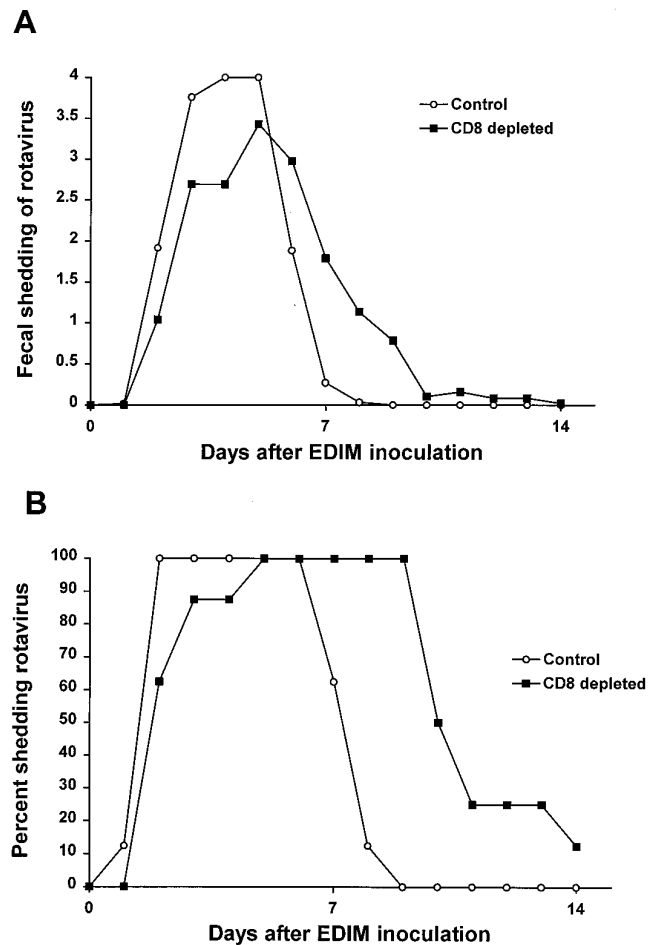 A
Fecal shedding of rotavirus
4
3.5
3
2.5
2
1.5
1
0.5
0
Control
CD8 depleted
0 7 14
Days after EDIM inoculation
B
Percent shedding rotavirus
100
90
80
70
60
50
40
30
20
10
0
Control
CD8 depleted
0 7 14
Days after EDIM inoculation